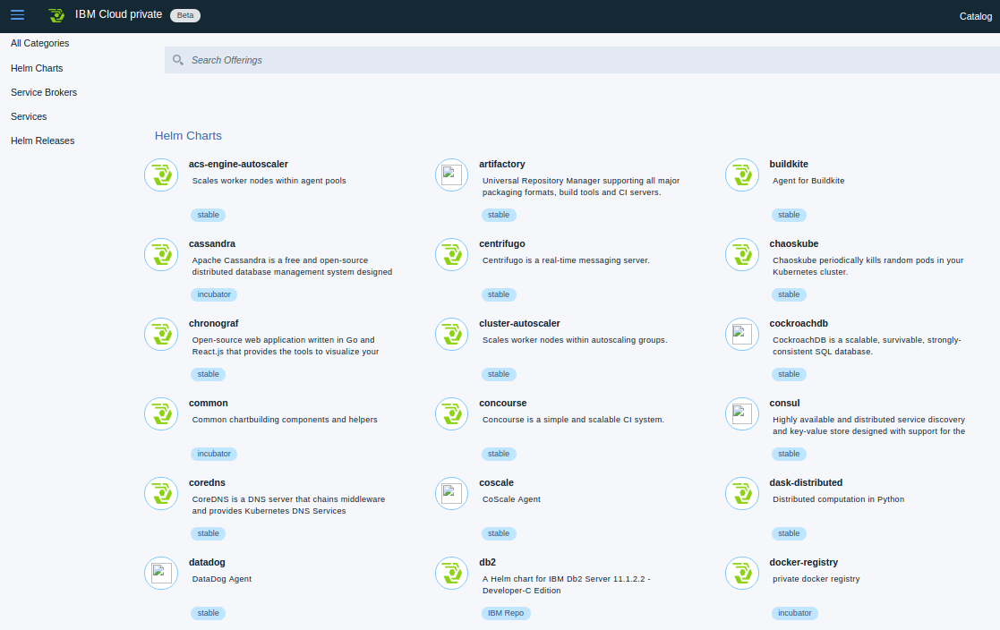 IBM Cloud private Beta
Catalog
All Categories
Helm Charts
Service Brokers
Services
Helm Releases
Search Offerings
Helm Charts
acs-engine-autoscaler
Scales worker nodes within agent pools
stable
artifactory
Universal Repository Manager supporting all major
packaging formats, build tools and CI servers.
stable
buildkite
Agent for Buildkite
stable
cassandra
Apache Cassandra is a free and open-source
distributed database management system designed
incubator
centrifugo
Centrifugo is a real-time messaging server.
stable
chaoskube
Chaoskube periodically kills random pods in your
Kubernetes cluster.
stable
chronograf
Open-source web application written in Go and
React.js that provides the tools to visualize your
stable
cluster-autoscaler
Scales worker nodes within autoscaling groups.
stable
cockroachdb
CockroachDB is a scalable, survivable, strongly-
consistent SQL database.
stable
common
Common chartbuilding components and helpers
incubator
concourse
Concourse is a simple and scalable CI system.
stable
consul
Highly available and distributed service discovery
and key-value store designed with support for the
stable
coredns
CoreDNS is a DNS server that chains middleware
and provides Kubernetes DNS Services
stable
coscale
CoScale Agent
stable
dask-distributed
Distributed computation in Python
stable
datadog
DataDog Agent
stable
db2
A Helm chart for IBM Db2 Server 11.1.2.2 -
Developer-C Edition
IBM Repo
docker-registry
private docker registry
incubator